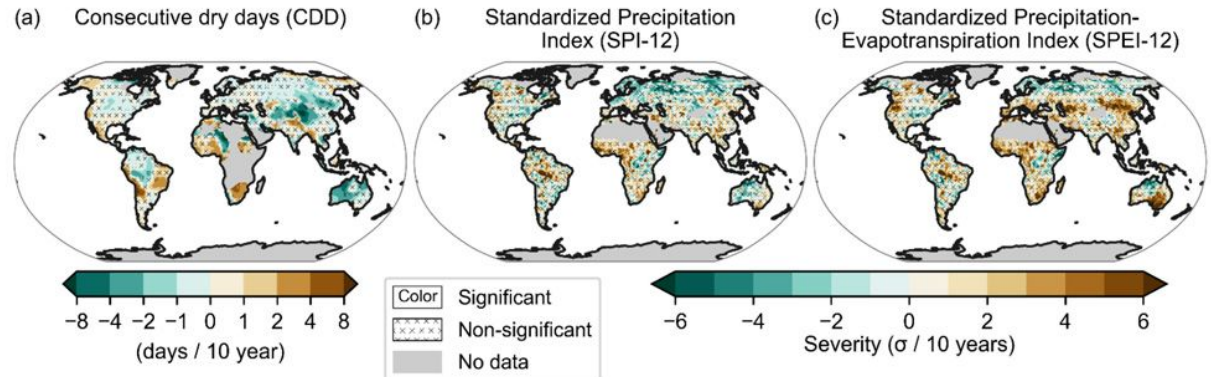 (a) Consecutive dry days (CDD)
(b) Standardized Precipitation
Index (SPI-12)
(c) Standardized Precipitation-
Evapotranspiration Index (SPEI-12)
−8 −4 −2 −1 0 1 2 4 8
(days / 10 year)
Color Significant
Non-significant
No data
−6 −4 −2 0 2 4 6
Severity (σ / 10 years)